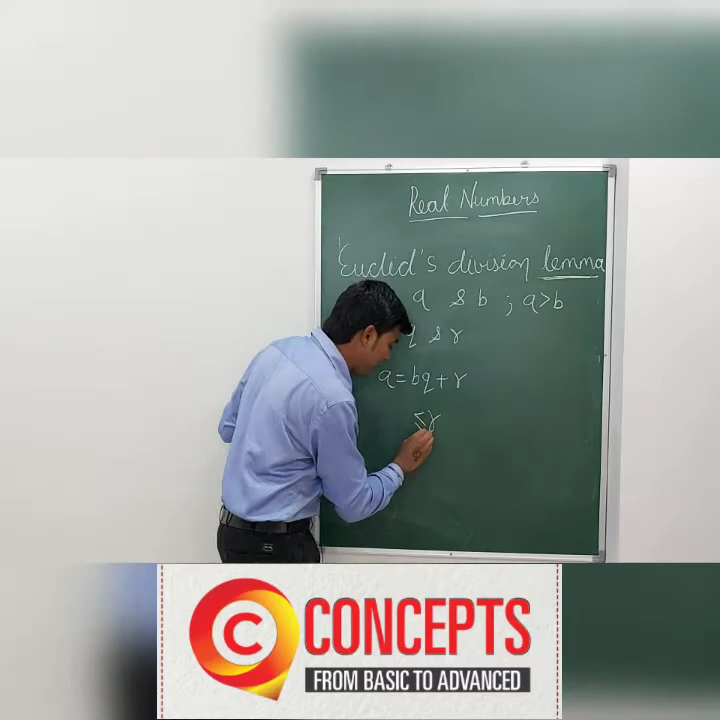 Real Numbers
Euclid's division lemma
a & b ; a>b
q & r
a = bq + r
≤ r
C CONCEPTS
FROM BASIC TO ADVANCED